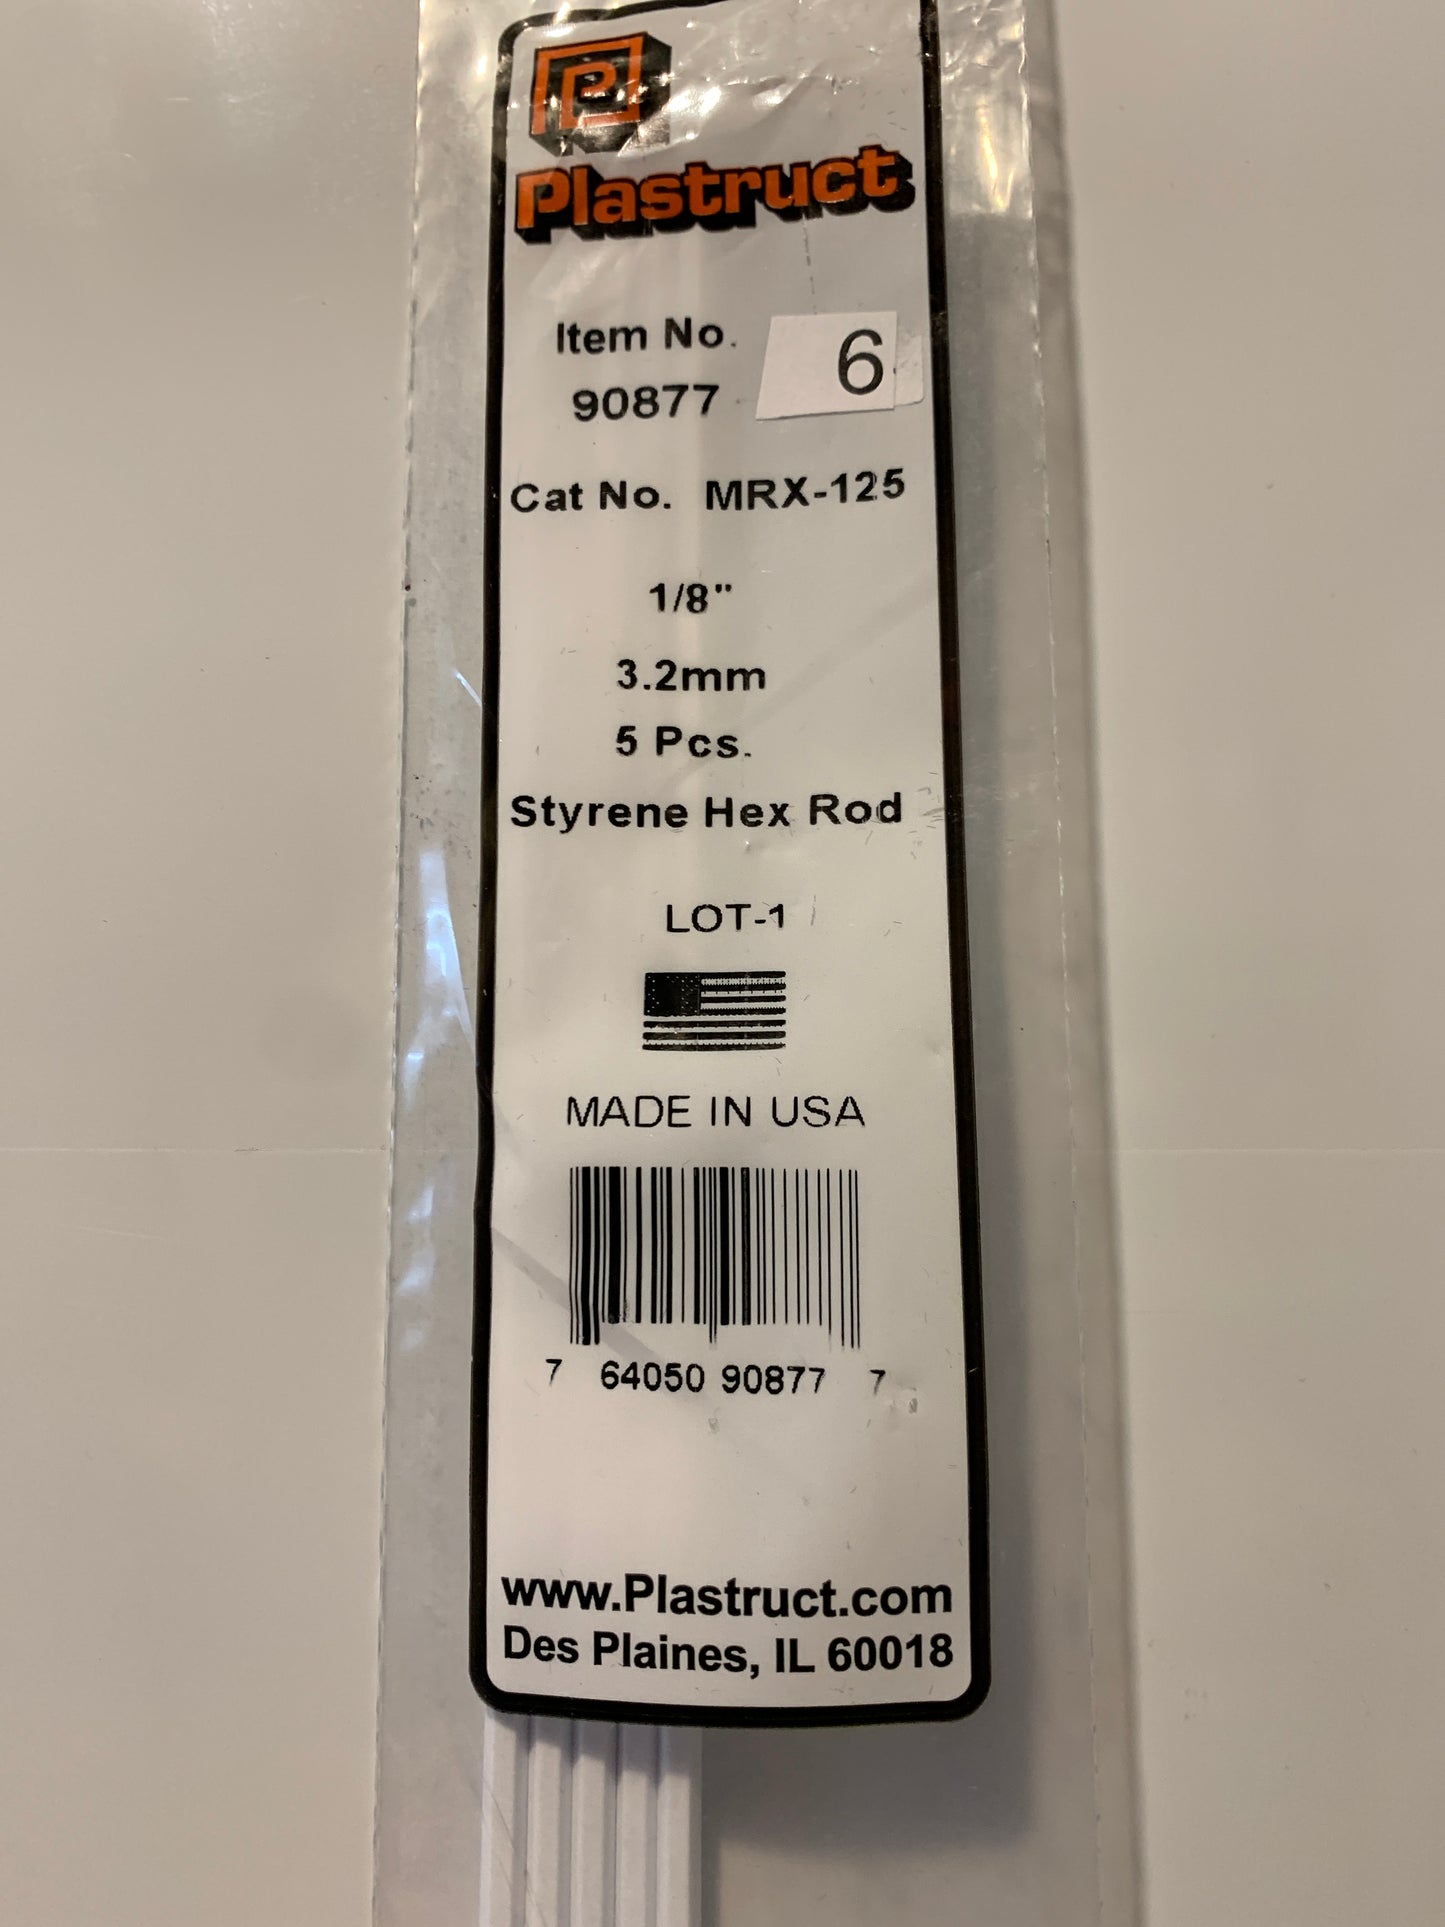 P
Plastruct
Item No.
90877
6
Cat No. MRX-125
1/8"
3.2mm
5 Pcs.
Styrene Hex Rod
LOT-1
MADE IN USA
7 64050 90877 7
www.Plastruct.com
Des Plaines, IL 60018